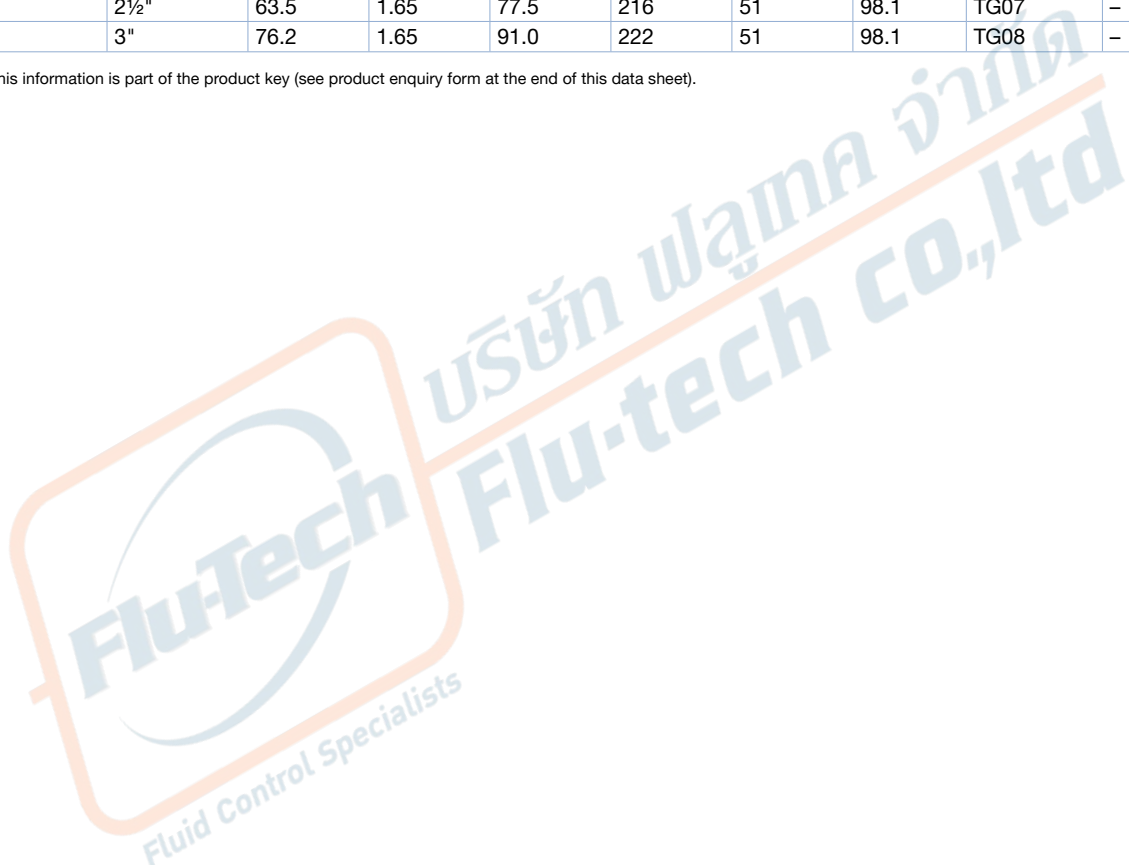 2½" 63.5 1.65 77.5 216 51 98.1 TG07 –
3" 76.2 1.65 91.0 222 51 98.1 TG08 –
his information is part of the product key (see product enquiry form at the end of this data sheet).
บริษัท ฟลูเทค จำกัด
Flu-tech co.,ltd
Flu-Tech
Fluid Control Specialists